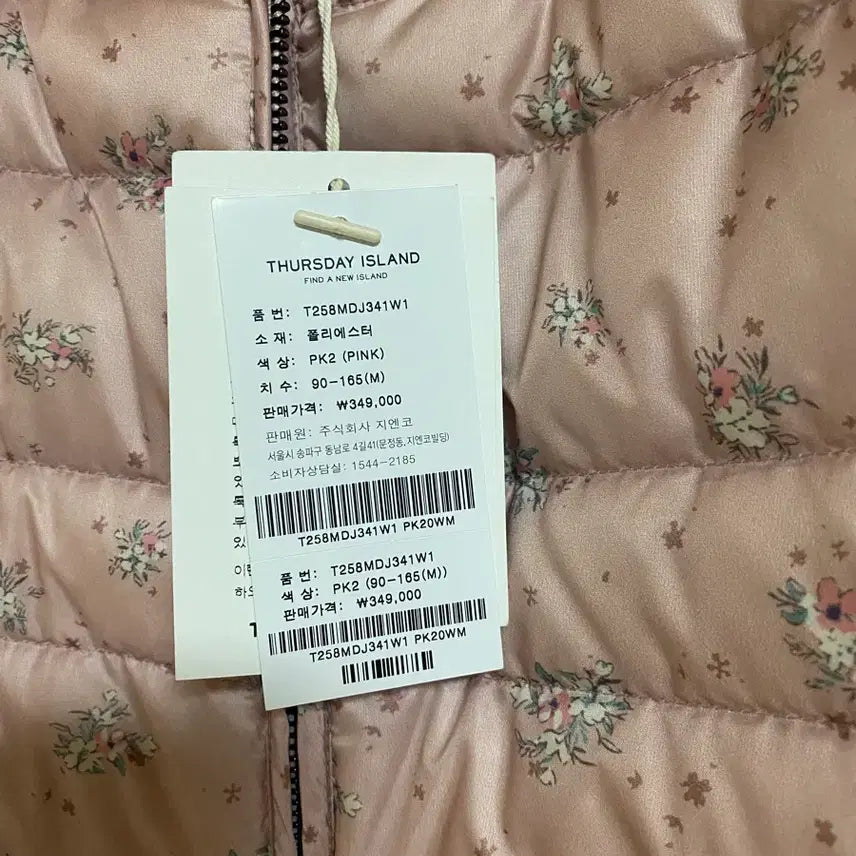 THURSDAY ISLAND
FIND A NEW ISLAND
품 번: T258MDJ341W1
소 재: 폴리에스터
색 상: PK2 (PINK)
치 수: 90-165(M)
판매가격: ₩349,000
판매원: 주식회사 지엔코
서울시 송파구 동남로 4길41(문정동,지엔코빌딩)
소비자상담실: 1544-2185
T258MDJ341W1 PK20WM
품 번: T258MDJ341W1
색 상: PK2 (90-165(M))
판매가격: ₩349,000
T258MDJ341W1 PK20WM